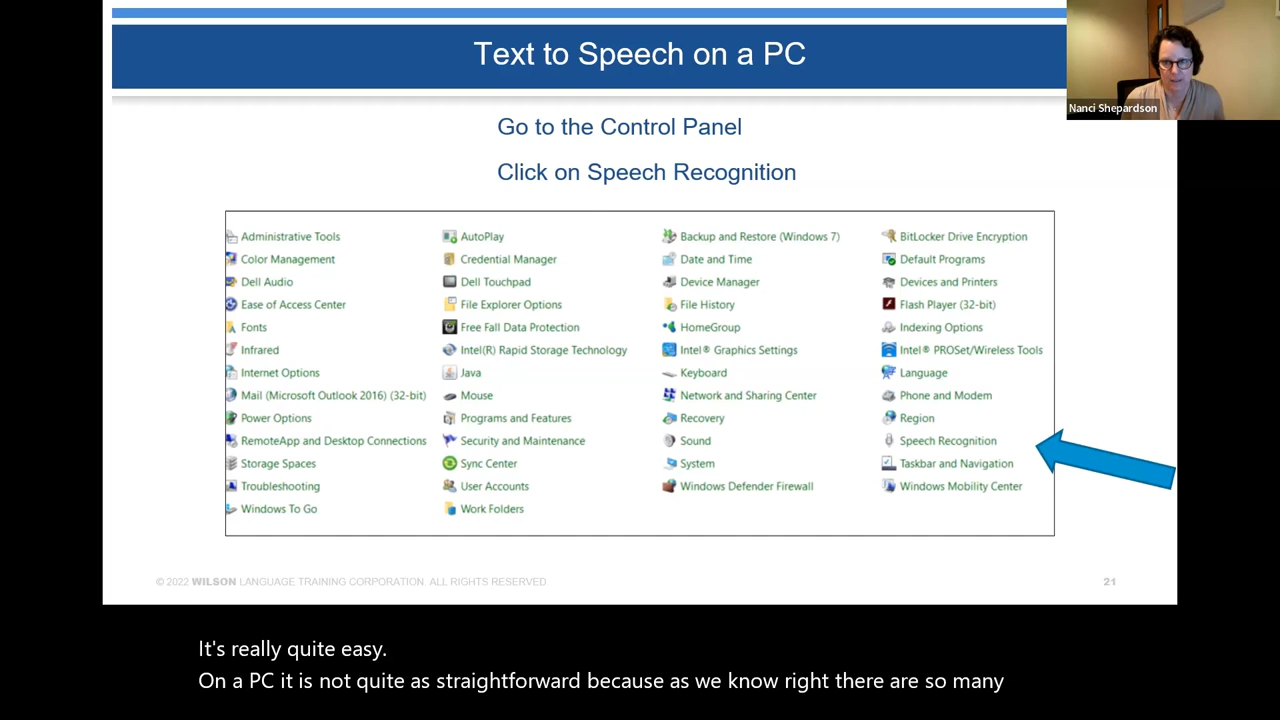 Text to Speech on a PC
Nanci Shepardson
Go to the Control Panel
Click on Speech Recognition
Administrative Tools
AutoPlay
Backup and Restore (Windows 7)
BitLocker Drive Encryption
Color Management
Credential Manager
Date and Time
Default Programs
Dell Audio
Dell Touchpad
Device Manager
Devices and Printers
Ease of Access Center
File Explorer Options
File History
Flash Player (32-bit)
Fonts
Free Fall Data Protection
HomeGroup
Indexing Options
Infrared
Intel(R) Rapid Storage Technology
Intel® Graphics Settings
Intel® PROSet/Wireless Tools
Internet Options
Java
Keyboard
Language
Mail (Microsoft Outlook 2016) (32-bit)
Mouse
Network and Sharing Center
Phone and Modem
Power Options
Programs and Features
Recovery
Region
RemoteApp and Desktop Connections
Security and Maintenance
Sound
Speech Recognition
Storage Spaces
Sync Center
System
Taskbar and Navigation
Troubleshooting
User Accounts
Windows Defender Firewall
Windows Mobility Center
Windows To Go
Work Folders
© 2022 WILSON LANGUAGE TRAINING CORPORATION. ALL RIGHTS RESERVED
21
It's really quite easy.
On a PC it is not quite as straightforward because as we know right there are so many